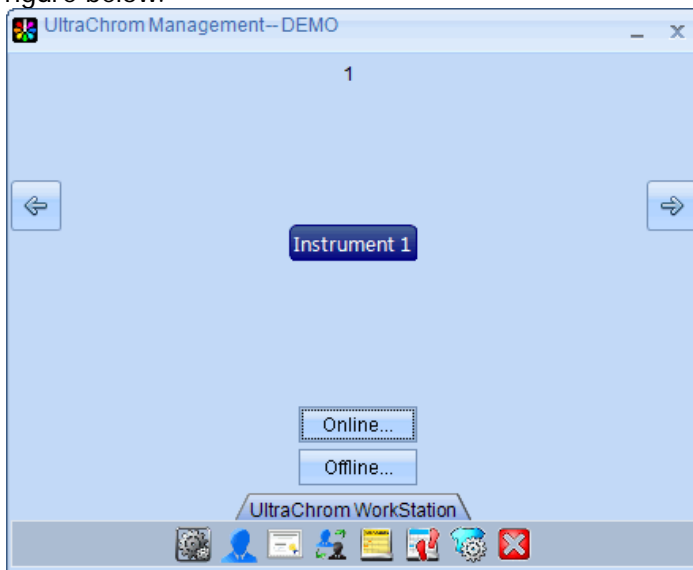 UltraChrom Management-- DEMO
1
Instrument 1
Online...
Offline...
UltraChrom WorkStation